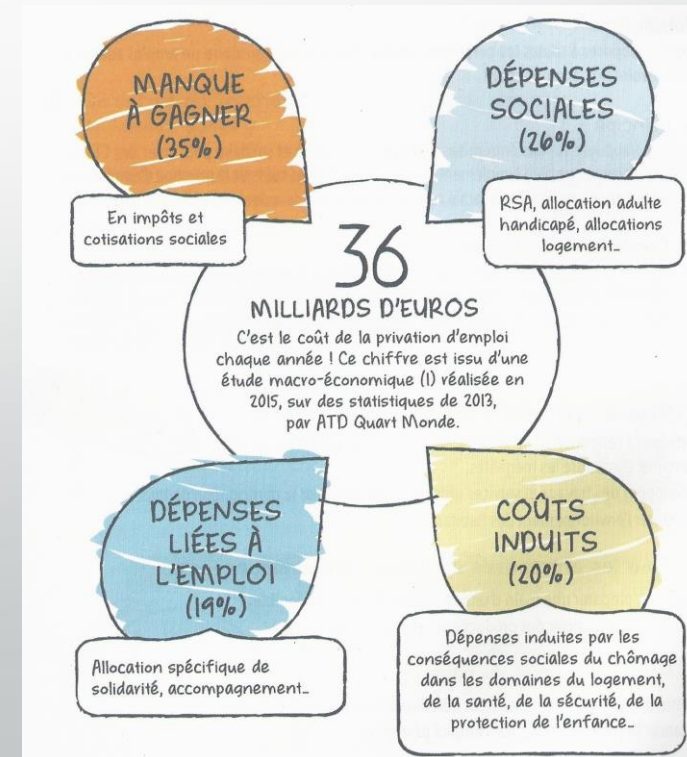 MANQUE
À GAGNER
(35%)
En impôts et
cotisations sociales
DÉPENSES
SOCIALES
(26%)
RSA, allocation adulte
handicapé, allocations
logement…
36
MILLIARDS D'EUROS
C'est le coût de la privation d'emploi
chaque année ! Ce chiffre est issu d'une
étude macro-économique (1) réalisée en
2015, sur des statistiques de 2013,
par ATD Quart Monde.
DÉPENSES
LIÉES À
L'EMPLOI
(19%)
Allocation spécifique de
solidarité, accompagnement…
COÛTS
INDUITS
(20%)
Dépenses induites par les
conséquences sociales du chômage
dans les domaines du logement,
de la santé, de la sécurité, de la
protection de l'enfance…